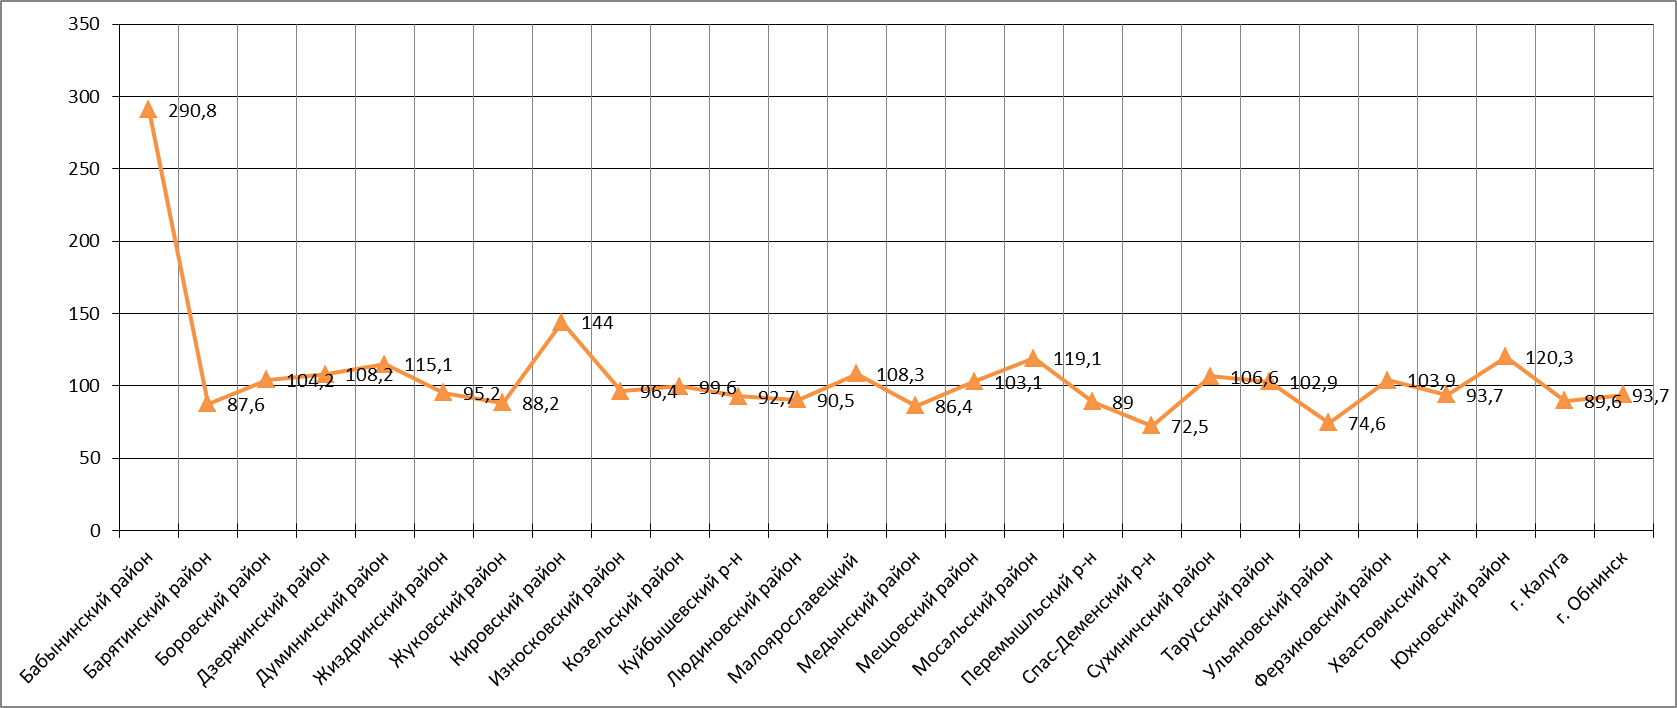 350
300
250
200
150
100
50
0
290,8
87,6
104,2
108,2
115,1
95,2
88,2
144
96,4
99,6
92,7
90,5
108,3
86,4
103,1
119,1
89
72,5
106,6
102,9
74,6
103,9
93,7
120,3
89,6
93,7
Бабынинский район
Барятинский район
Боровский район
Дзержинский район
Думиничский район
Жиздринский район
Жуковский район
Кировский район
Износковский район
Козельский район
Куйбышевский р-н
Людиновский район
Малоярославецкий
Медынский район
Мещовский район
Мосальский район
Перемышльский р-н
Спас-Деменский р-н
Сухиничский район
Тарусский район
Ульяновский район
Ферзиковский район
Хвастовичский р-н
Юхновский район
г. Калуга
г. Обнинск